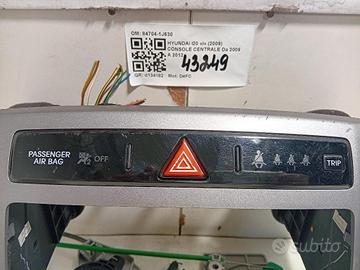 OM: 84704-1J630
HYUNDAI I20 s/x (2009)
CONSOLE CENTRALE Da 2009
A 2012
43249
GR: d134f82 Mot: D4FC
PASSENGER
AIR BAG
OFF
TRIP
subito